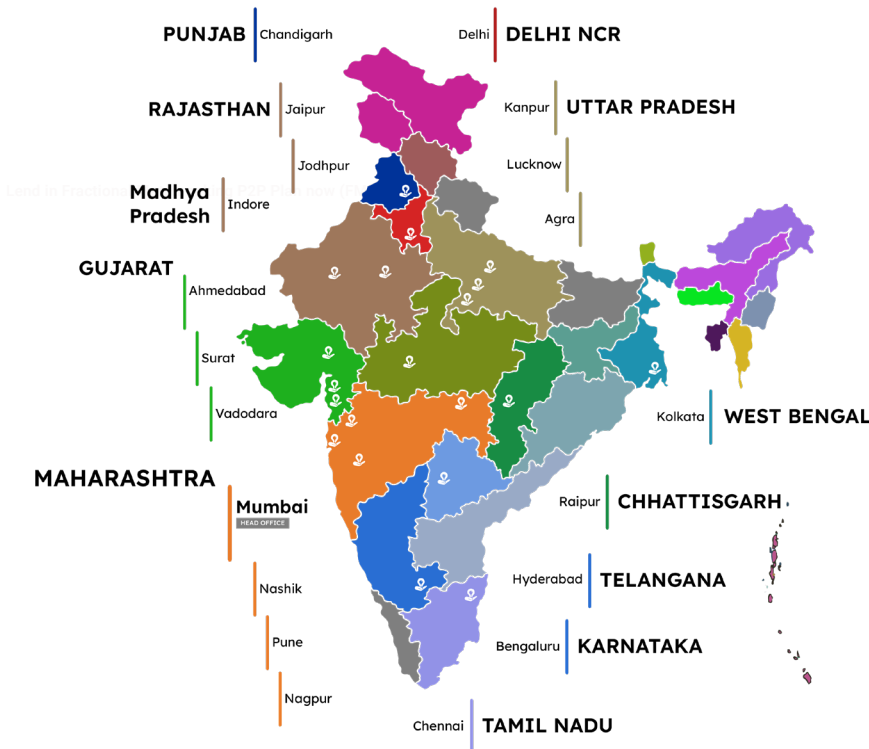 PUNJAB
Chandigarh
Delhi
DELHI NCR
RAJASTHAN
Jaipur
Jodhpur
Kanpur
UTTAR PRADESH
Lucknow
Agra
Madhya
Pradesh
Indore
GUJARAT
Ahmedabad
Surat
Vadodara
Kolkata
WEST BENGAL
MAHARASHTRA
Mumbai
HEAD OFFICE
Nashik
Pune
Nagpur
Raipur
CHHATTISGARH
Hyderabad
TELANGANA
Bengaluru
KARNATAKA
Chennai
TAMIL NADU